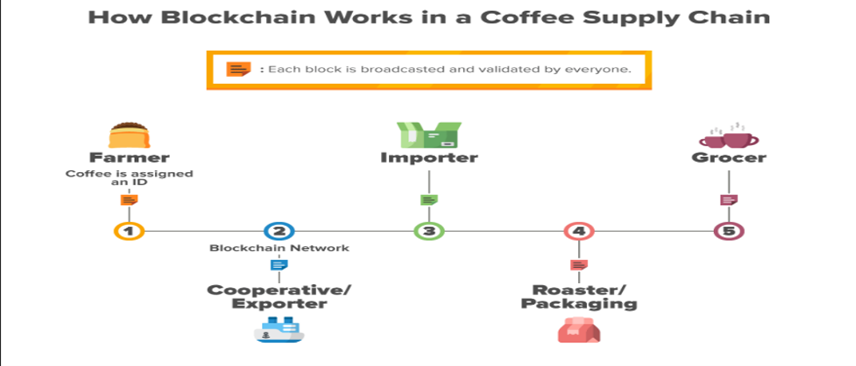 How Blockchain Works in a Coffee Supply Chain
: Each block is broadcasted and validated by everyone.
Farmer
Coffee is assigned
an ID
Importer
Grocer
1
2
3
4
5
Blockchain Network
Cooperative/
Exporter
Roaster/
Packaging